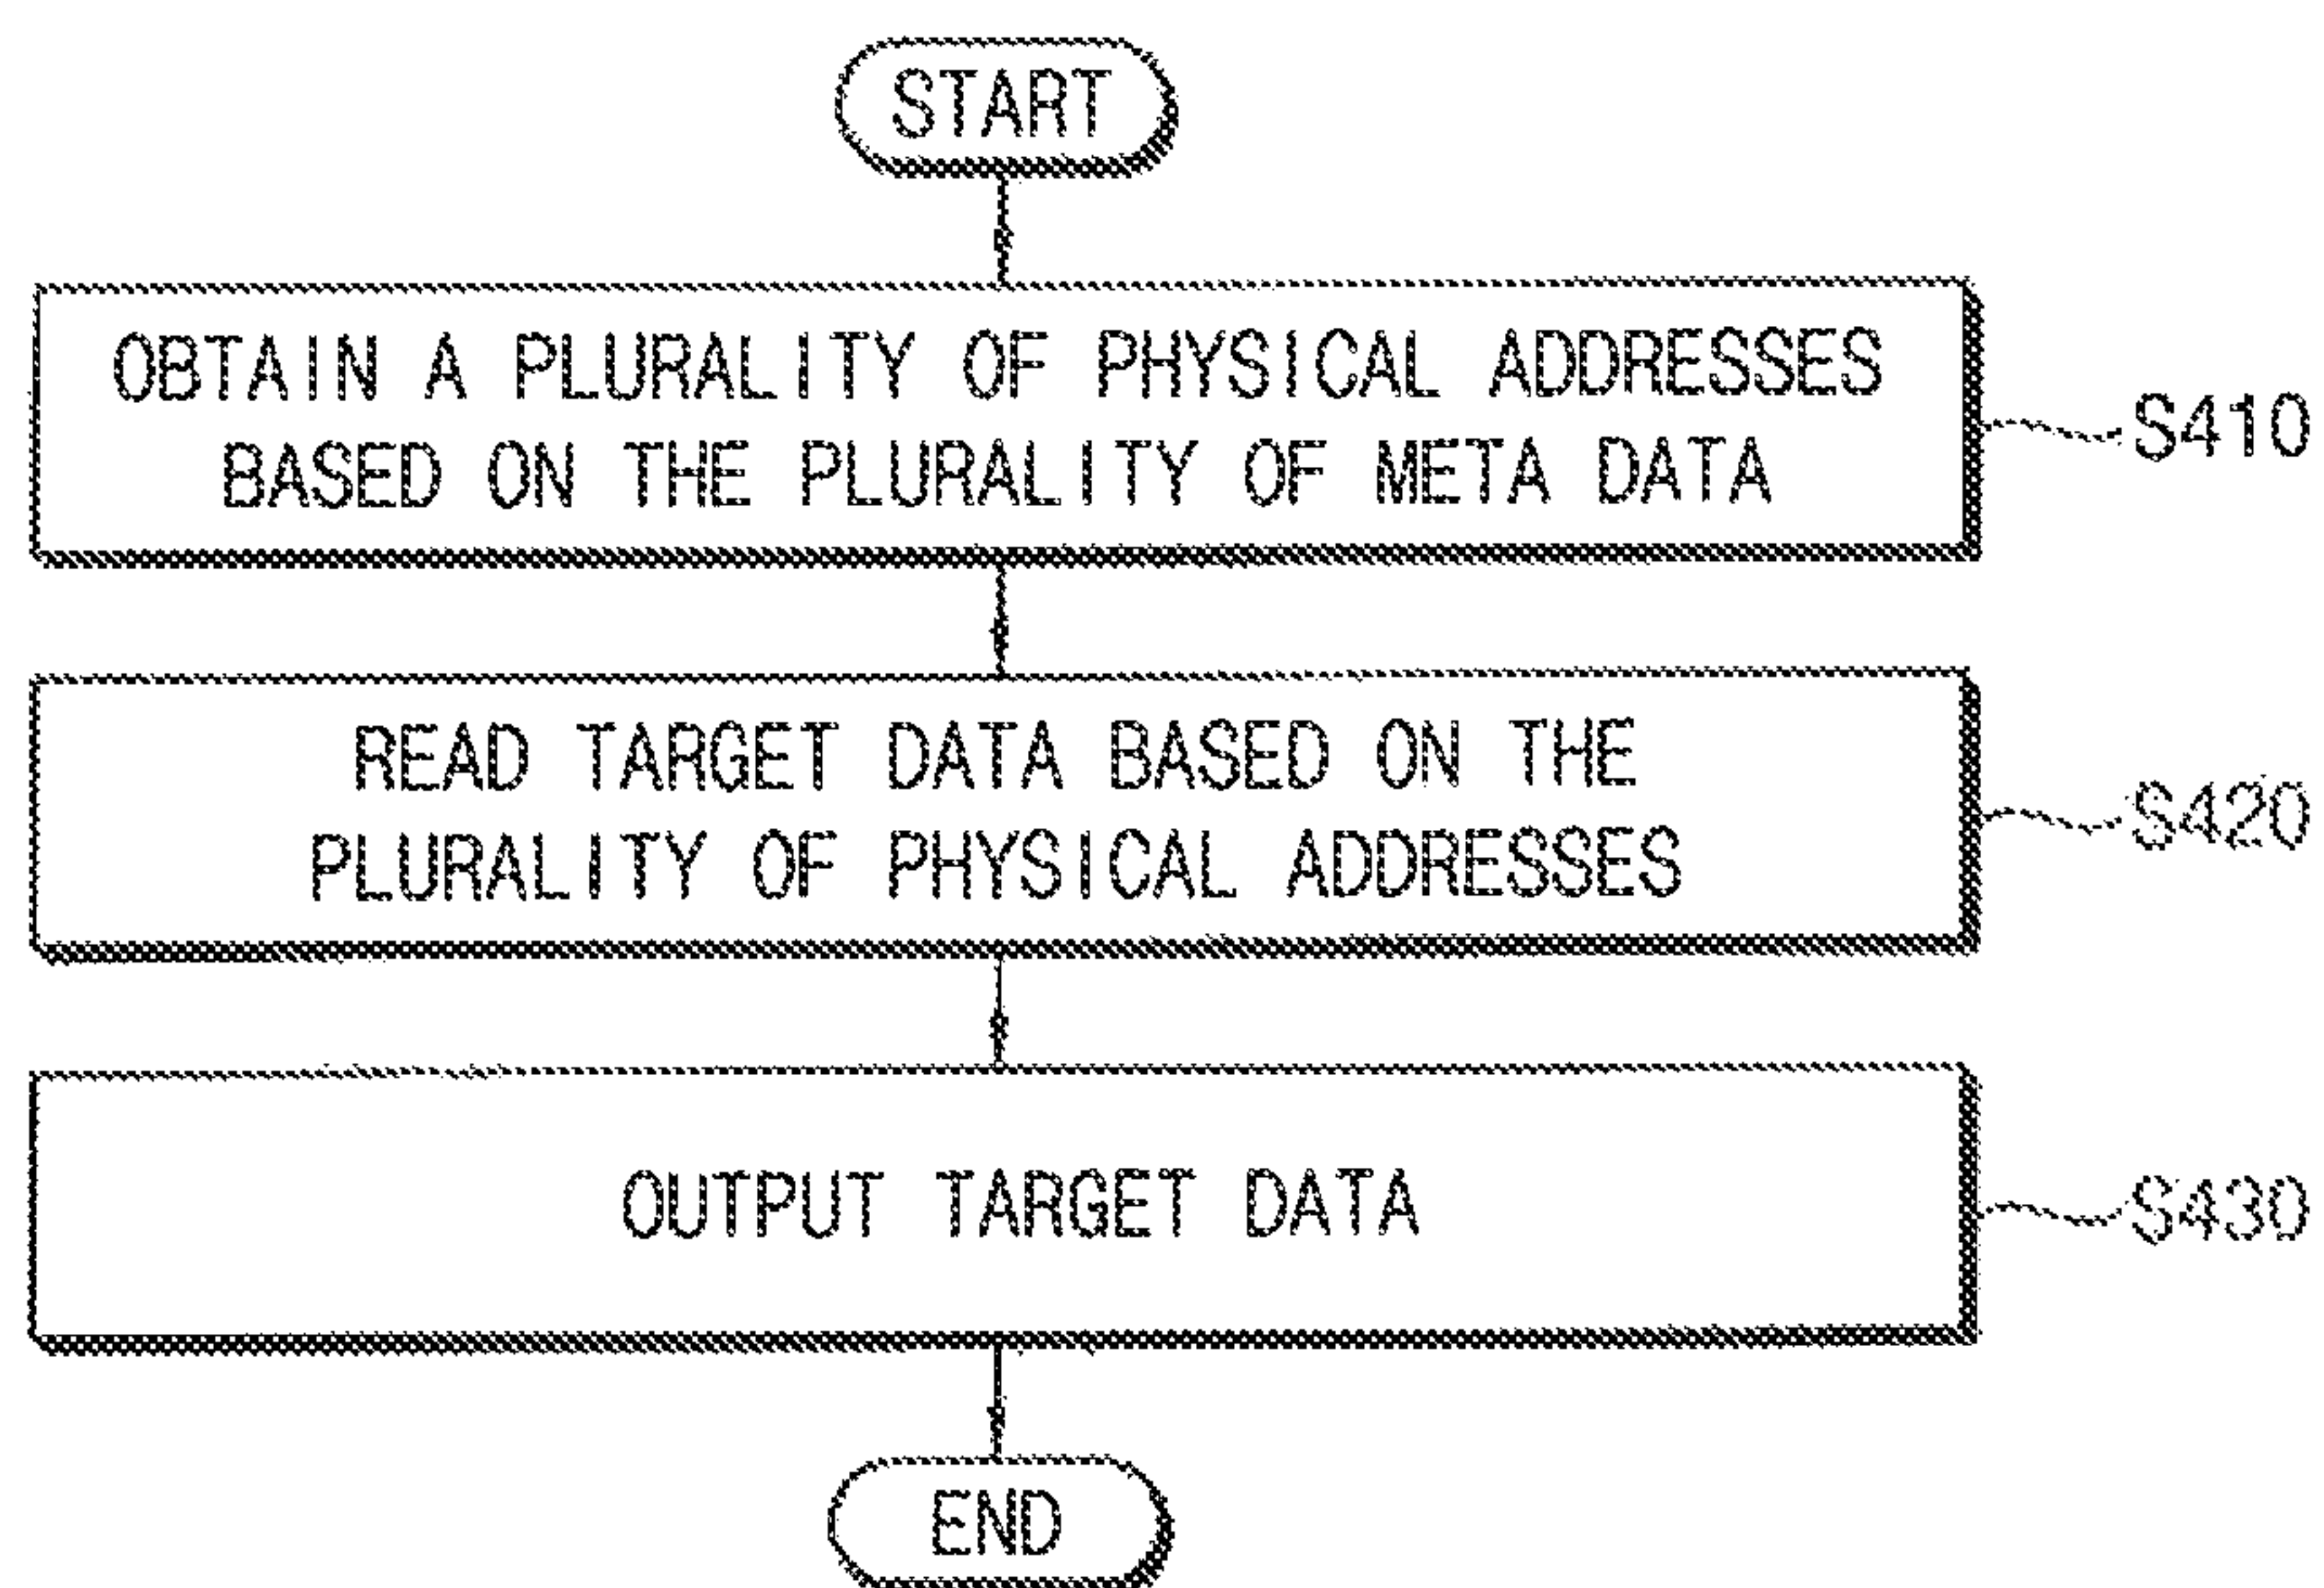 START
OBTAIN A PLURALITY OF PHYSICAL ADDRESSES
BASED ON THE PLURALITY OF META DATA
S410
READ TARGET DATA BASED ON THE
PLURALITY OF PHYSICAL ADDRESSES
S420
OUTPUT TARGET DATA
S430
END